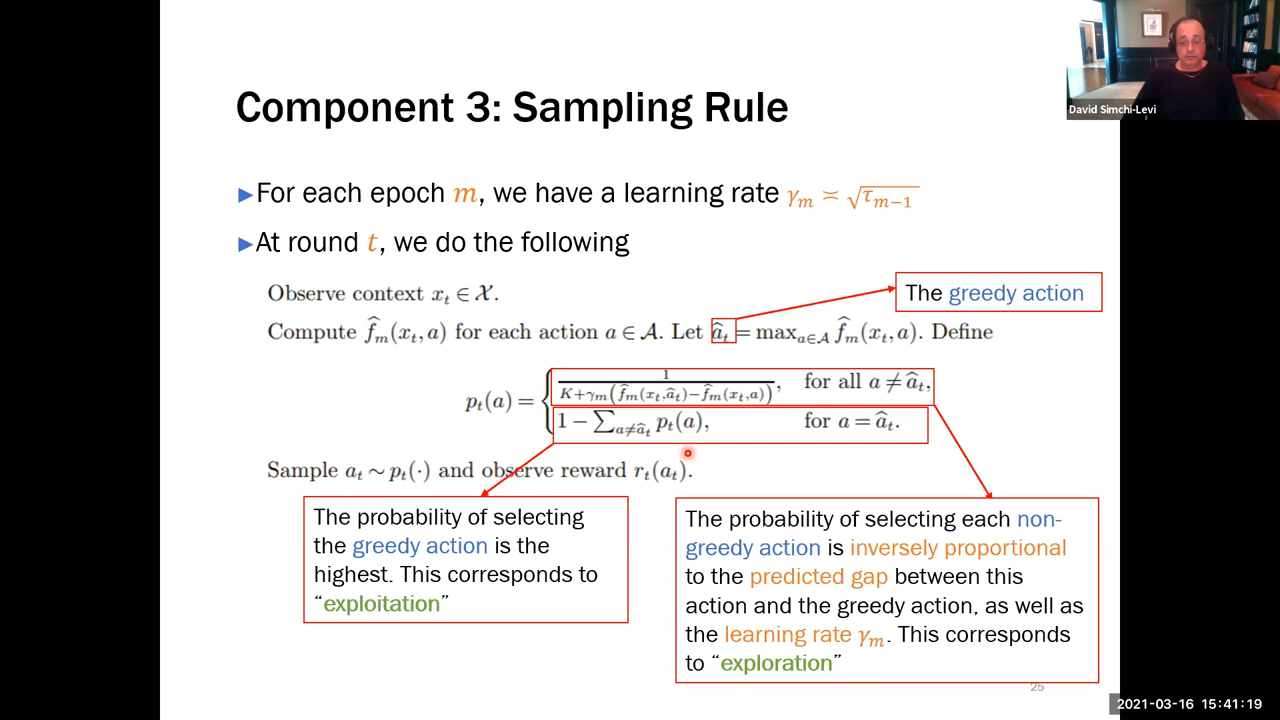 David Simchi-Levi
Component 3: Sampling Rule
►For each epoch m, we have a learning rate γₘ ≍ √τₘ₋₁
►At round t, we do the following
Observe context xₜ ∈ 𝒳.
The greedy action
Compute f̂ₘ(xₜ, a) for each action a ∈ 𝒜. Let âₜ = max_{a∈𝒜} f̂ₘ(xₜ, a). Define
pₜ(a) = { 1/(K+γₘ(f̂ₘ(xₜ,âₜ)−f̂ₘ(xₜ,a))), for all a ≠ âₜ,
1 − ∑_{a≠âₜ} pₜ(a), for a = âₜ.
Sample aₜ ∼ pₜ(·) and observe reward rₜ(aₜ).
The probability of selecting
the greedy action is the
highest. This corresponds to
“exploitation”
The probability of selecting each non-
greedy action is inversely proportional
to the predicted gap between this
action and the greedy action, as well as
the learning rate γₘ. This corresponds
to “exploration”
25
2021-03-16 15:41:19